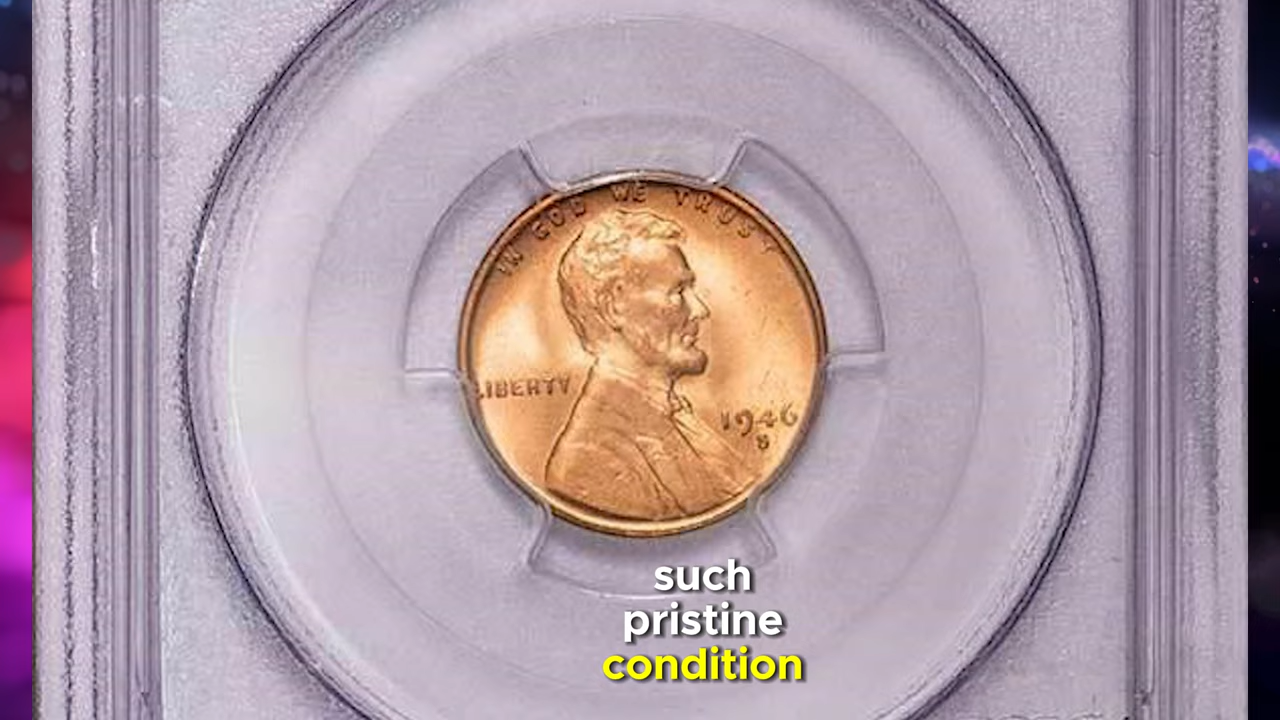 IN GOD WE TRUST
LIBERTY
1946
S
such
pristine
condition